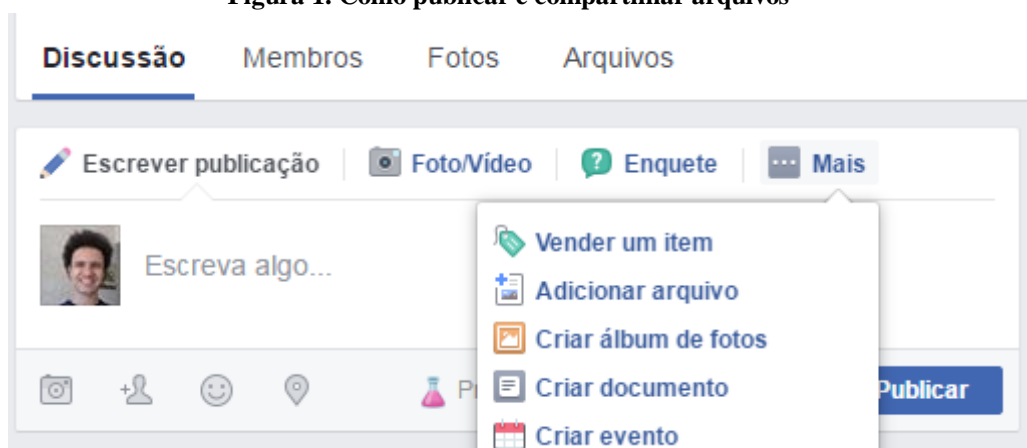 Figura 1. Como publicar e compartilhar arquivos
Discussão Membros Fotos Arquivos
Escrever publicação Foto/Vídeo Enquete Mais
Escreva algo...
Vender um item
Adicionar arquivo
Criar álbum de fotos
Criar documento
Criar evento
Publicar